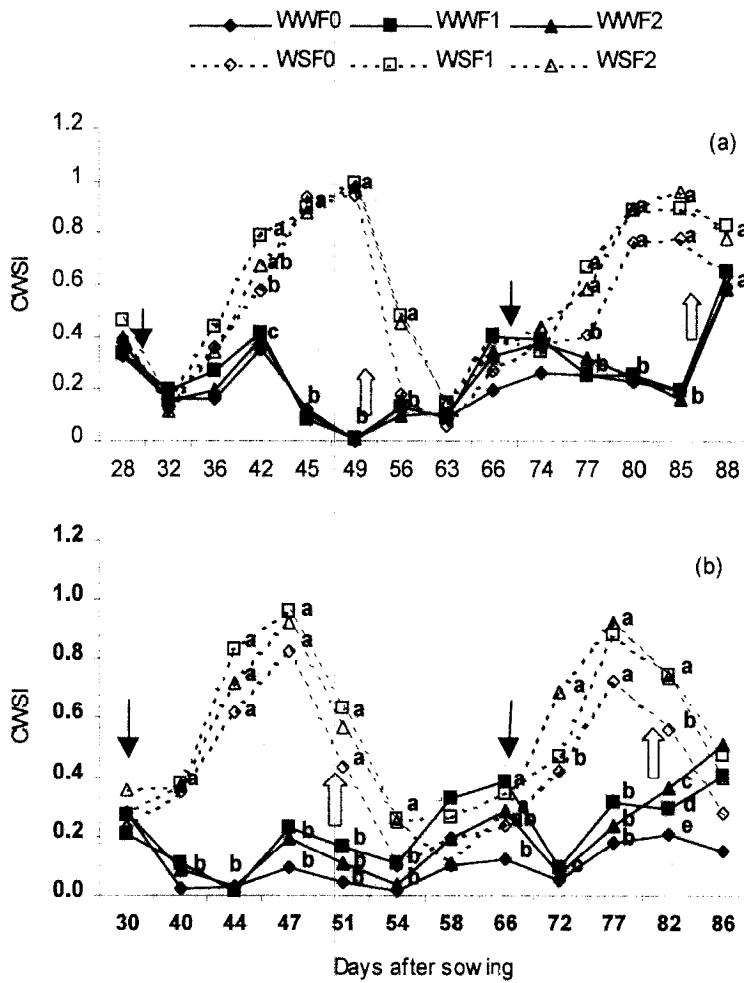 WWF0 WWF1 WWF2
WSF0 WSF1 WSF2
(a)
CWSI
1.2
1
0.8
0.6
0.4
0.2
0
a a a a ab b c b b a b a a b b a a b a a b a a
28 32 36 42 45 49 56 63 66 74 77 80 85 88
(b)
CWSI
1.2
1.0
0.8
0.6
0.4
0.2
0.0
a b a a a b a a b b a a b b b a b b a a b a b a b b a a b b a b c d e
30 40 44 47 51 54 58 66 72 77 82 86
Days after sowing